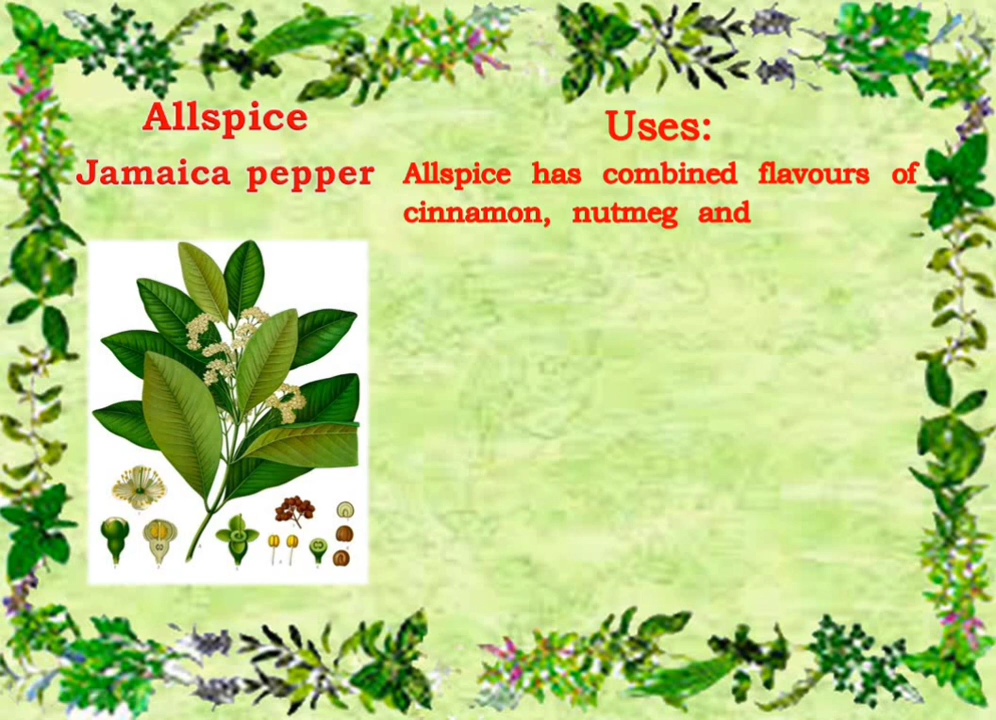 Allspice
Jamaica pepper
Uses:
Allspice has combined flavours of
cinnamon, nutmeg and